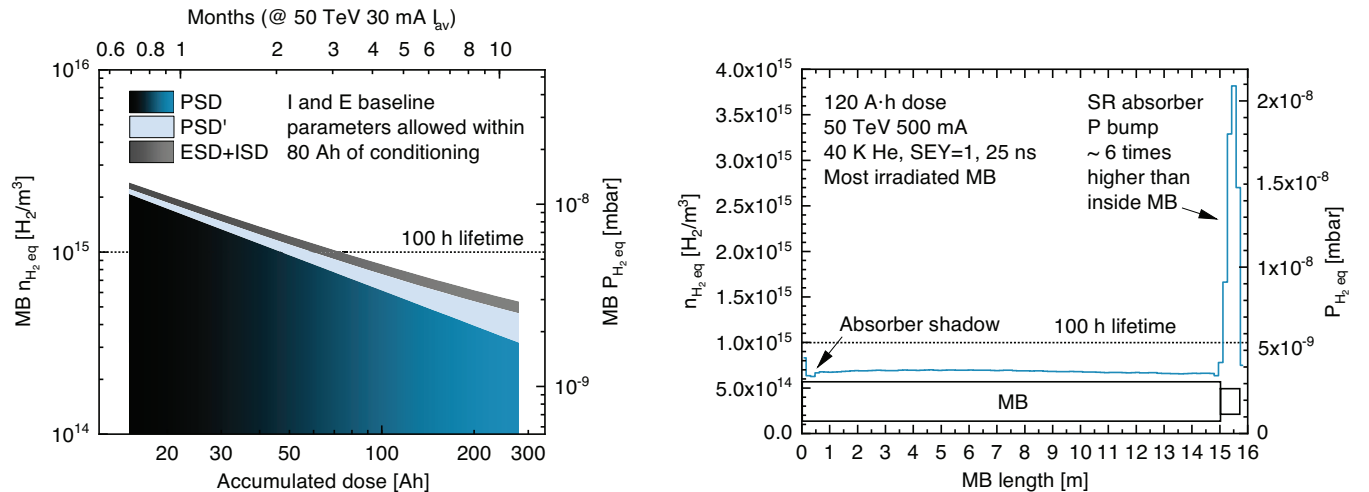 Months (@ 50 TeV 30 mA I_av)
0.6 0.8 1 2 3 4 5 6 8 10
10^16
10^15
10^14
MB n_H₂ eq [H₂/m³]
PSD
PSD'
ESD+ISD
I and E baseline
parameters allowed within
80 Ah of conditioning
100 h lifetime
10^-8
10^-9
MB P_H₂ eq [mbar]
20 30 50 100 200 300
Accumulated dose [Ah]
4.0x10^15
3.5x10^15
3.0x10^15
2.5x10^15
4.0x10^15
1.5x10^15
1.0x10^15
5.0x10^14
0.0
n_H₂ eq [H₂/m³]
120 A·h dose
50 TeV 500 mA
40 K He, SEY=1, 25 ns
Most irradiated MB
SR absorber
P bump
~ 6 times
higher than
inside MB
Absorber shadow
100 h lifetime
MB
2x10^-8
1.5x10^-8
1x10^-8
5x10^-9
0
P_H₂ eq [mbar]
0 1 2 3 4 5 6 7 8 9 10 11 12 13 14 15 16
MB length [m]